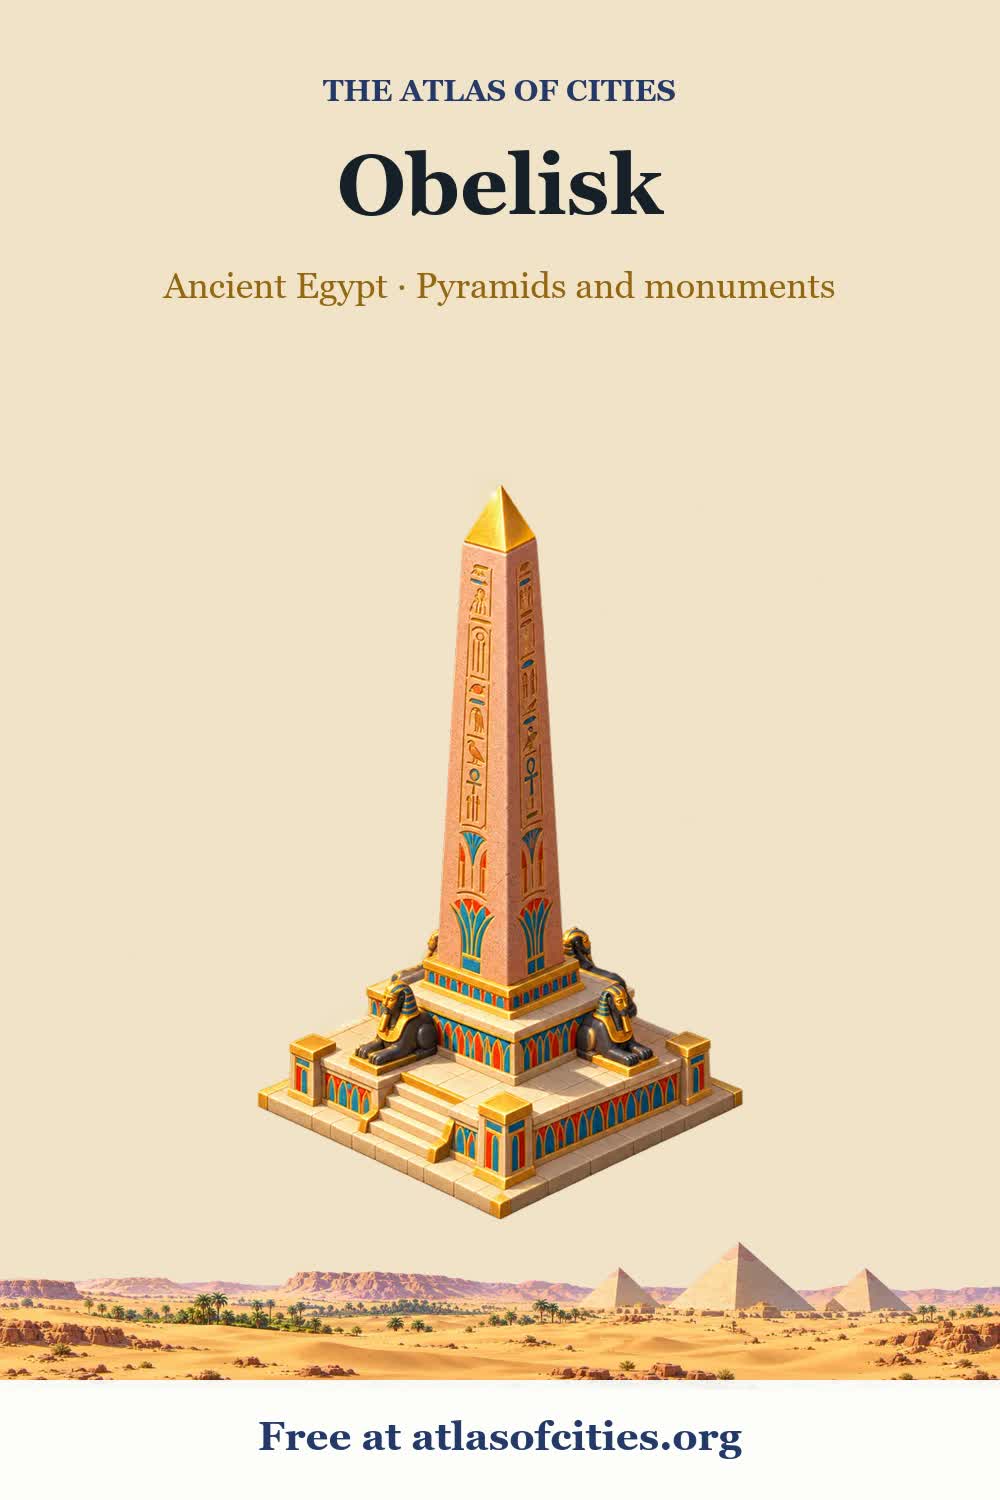 THE ATLAS OF CITIES
Obelisk
Ancient Egypt · Pyramids and monuments
Free at atlasofcities.org